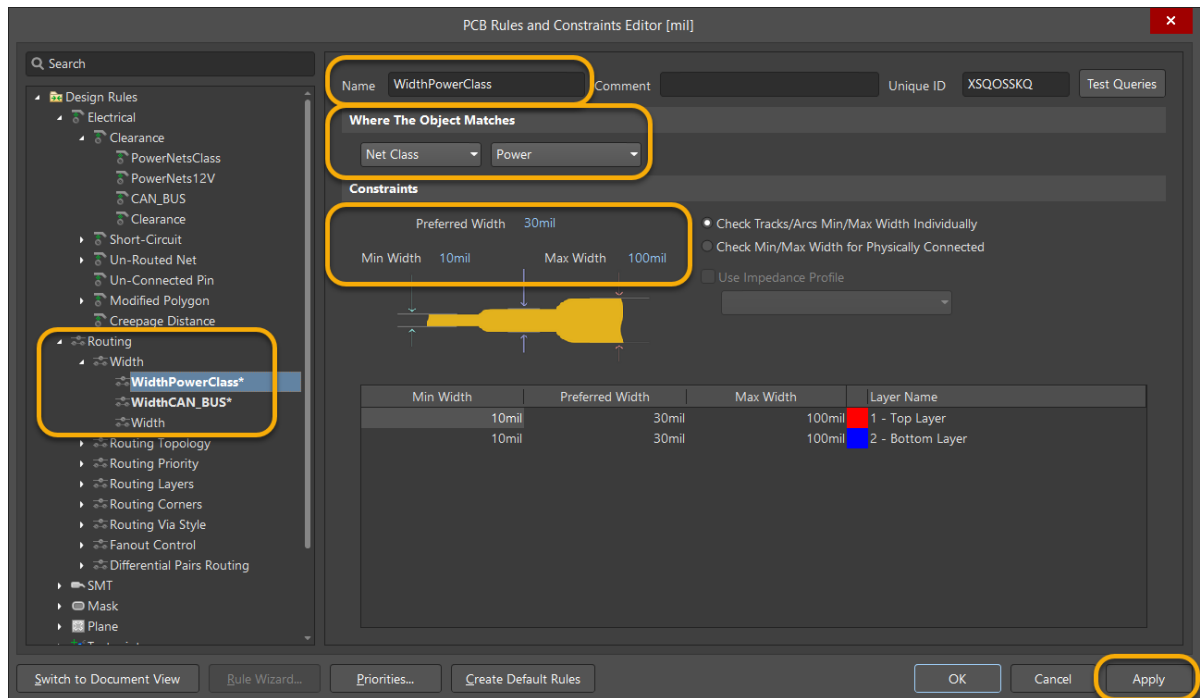 PCB Rules and Constraints Editor [mil]
Search
Design Rules
Electrical
Clearance
PowerNetsClass
PowerNets12V
CAN_BUS
Clearance
Short-Circuit
Un-Routed Net
Un-Connected Pin
Modified Polygon
Creepage Distance
Routing
Width
WidthPowerClass*
WidthCAN_BUS*
Width
Routing Topology
Routing Priority
Routing Layers
Routing Corners
Routing Via Style
Fanout Control
Differential Pairs Routing
SMT
Mask
Plane
Name WidthPowerClass Comment Unique ID XSQOSSKQ Test Queries
Where The Object Matches
Net Class Power
Constraints
Preferred Width 30mil
Min Width 10mil Max Width 100mil
Check Tracks/Arcs Min/Max Width Individually
Check Min/Max Width for Physically Connected
Use Impedance Profile
Min Width Preferred Width Max Width Layer Name
10mil 30mil 100mil 1 - Top Layer
10mil 30mil 100mil 2 - Bottom Layer
Switch to Document View Rule Wizard... Priorities... Create Default Rules OK Cancel Apply